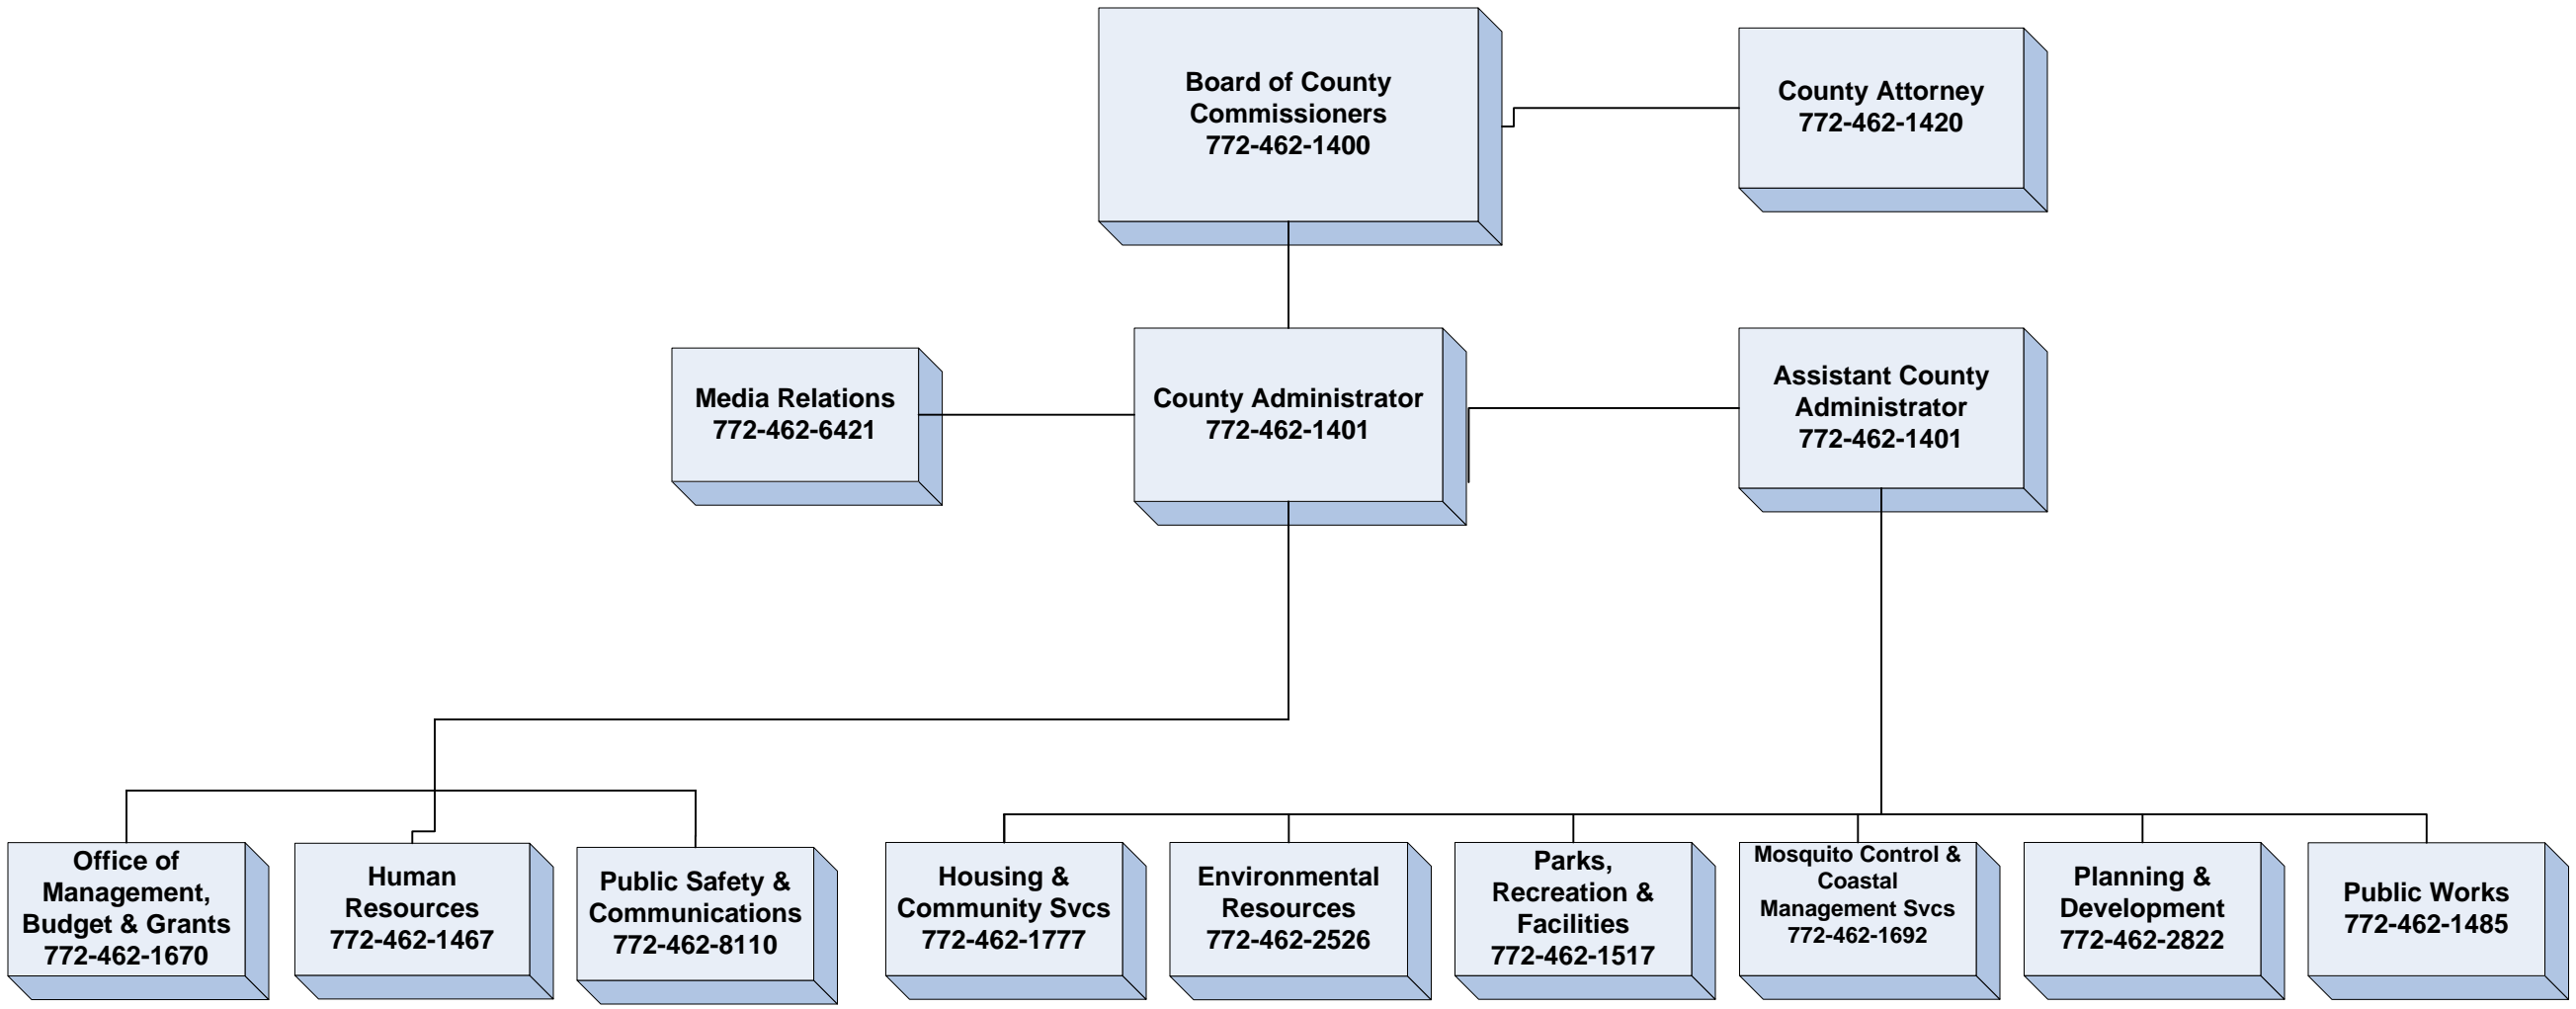 Board of County
Commissioners
772-462-1400
County Attorney
772-462-1420
Media Relations
772-462-6421
County Administrator
772-462-1401
Assistant County
Administrator
772-462-1401
Office of
Management,
Budget & Grants
772-462-1670
Human
Resources
772-462-1467
Public Safety &
Communications
772-462-8110
Housing &
Community Svcs
772-462-1777
Environmental
Resources
772-462-2526
Parks,
Recreation &
Facilities
772-462-1517
Mosquito Control &
Coastal
Management Svcs
772-462-1692
Planning &
Development
772-462-2822
Public Works
772-462-1485